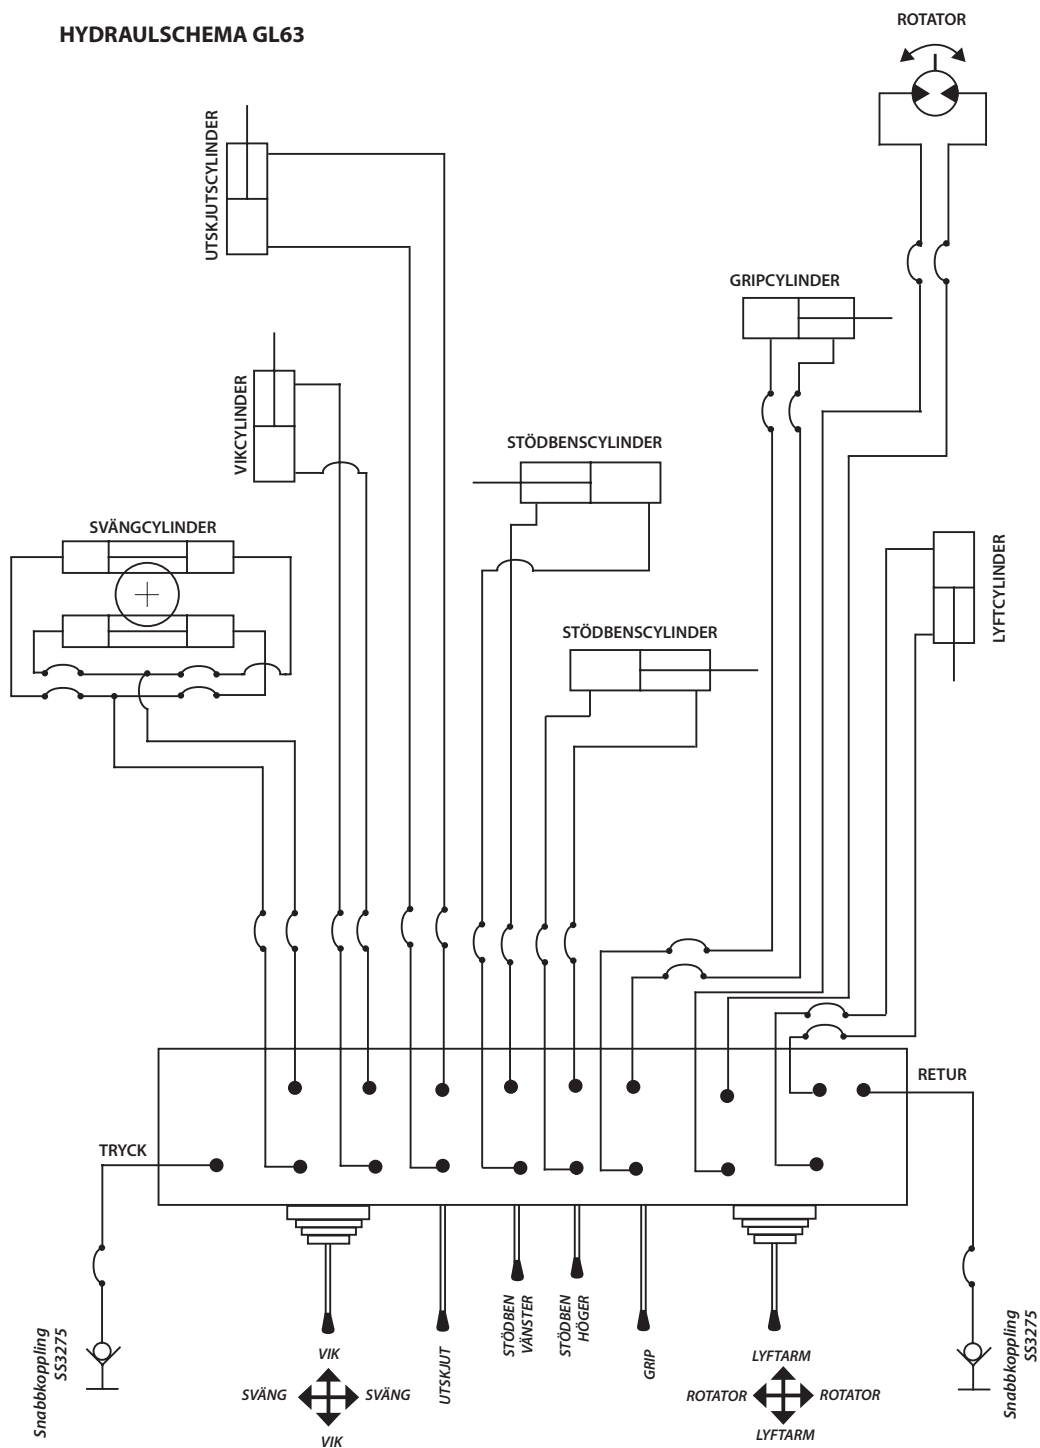 HYDRAULSCHEMA GL63
ROTATOR
UTSKJUTSCYLINDER
GRIPCYLINDER
VIKCYLINDER
STÖDBENSCYLINDER
SVÄNGCYLINDER
LYFTCYLINDER
STÖDBENSCYLINDER
RETUR
TRYCK
Snabbkoppling
SS3275
VIK
SVÄNG
SVÄNG
VIK
UTSKJUT
STÖDBEN
VÄNSTER
STÖDBEN
HÖGER
GRIP
LYFTARM
ROTATOR
ROTATOR
LYFTARM
Snabbkoppling
SS3275